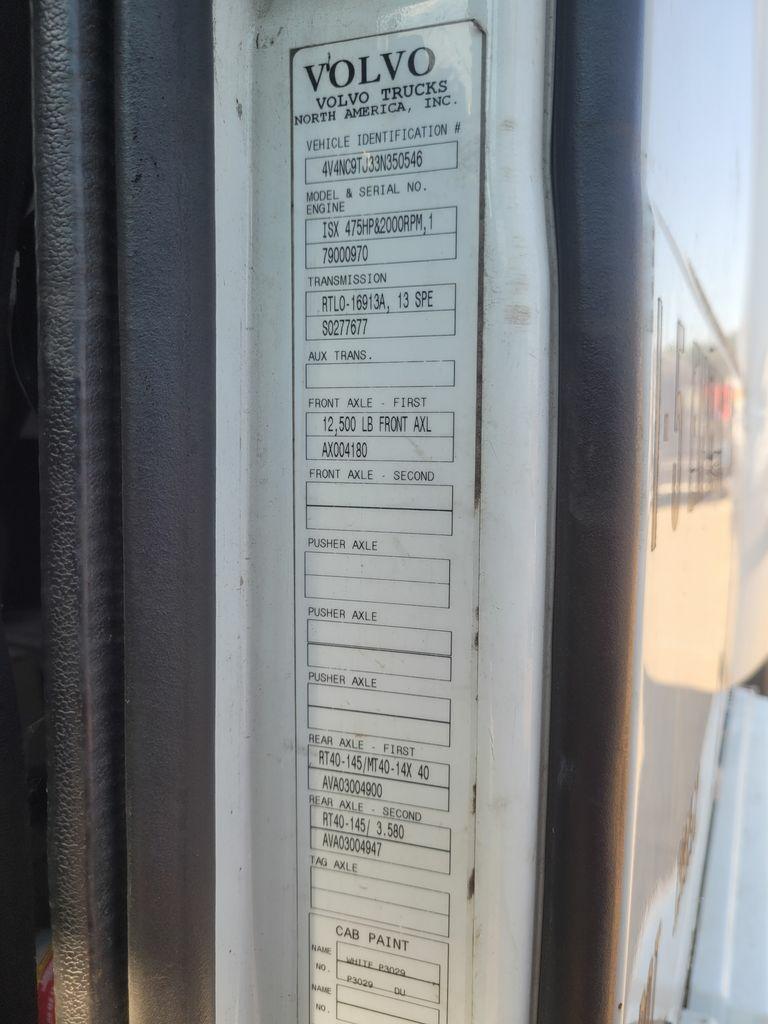 VOLVO
VOLVO TRUCKS
NORTH AMERICA, INC.
VEHICLE IDENTIFICATION #
4V4NC9TJ33N350546
MODEL & SERIAL NO.
ENGINE
ISX 475HP&2000RPM,1
79000970
TRANSMISSION
RTLO-16913A, 13 SPE
S0277677
AUX TRANS.
FRONT AXLE - FIRST
12,500 LB FRONT AXL
AX004180
FRONT AXLE - SECOND
PUSHER AXLE
PUSHER AXLE
PUSHER AXLE
REAR AXLE - FIRST
RT40-145/MT40-14X 40
AVA03004900
REAR AXLE - SECOND
RT40-145/ 3.580
AVA03004947
TAG AXLE
CAB PAINT
NAME WHITE P3029
NO. P3029 DU
NAME
NO.